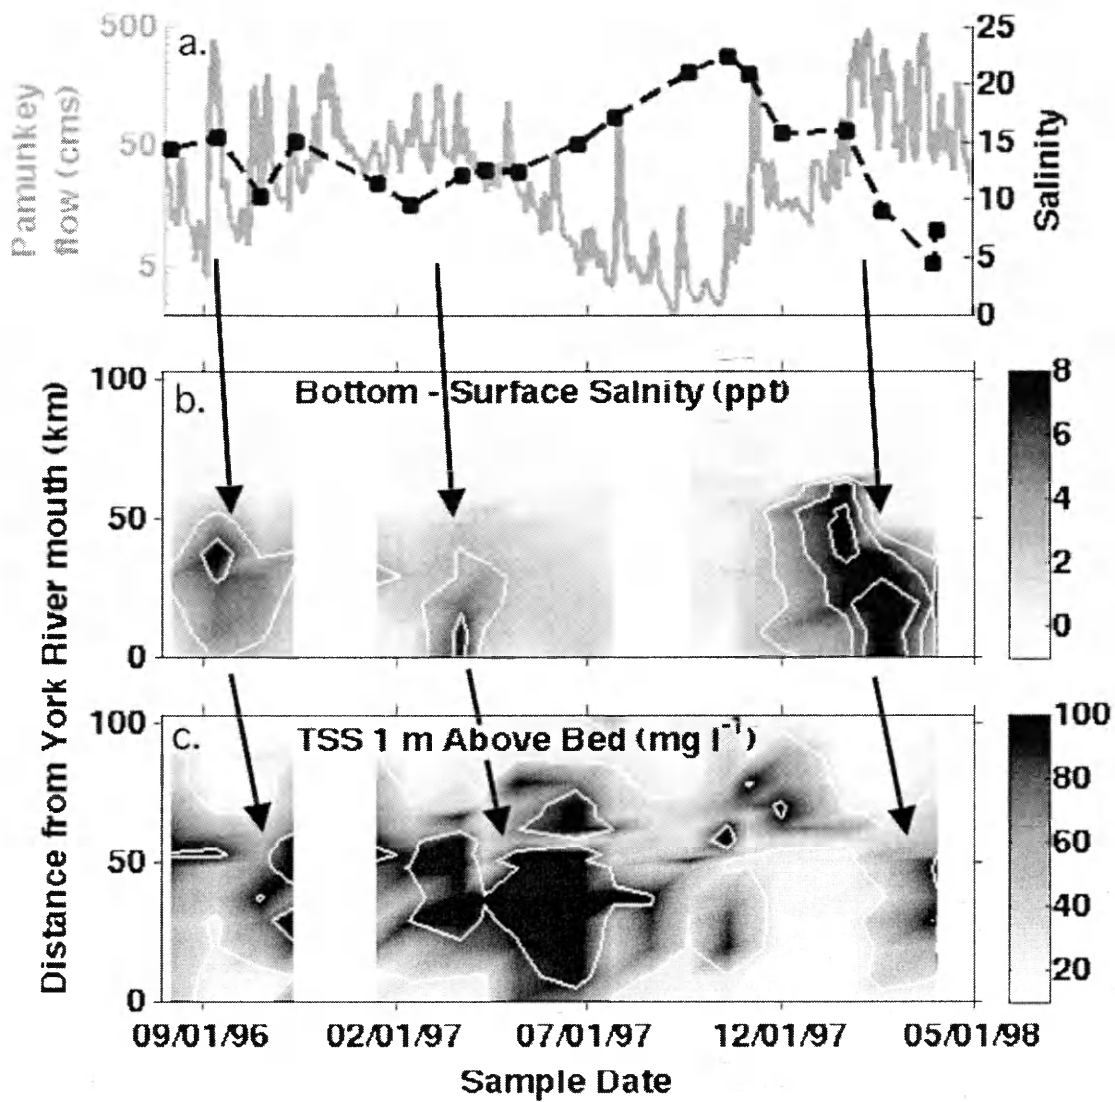 500
a.
25
20
50
15
10
5
5
0
Pamunkey
flow (cms)
Salinity
100
b.
Bottom - Surface Salnity (ppt)
50
0
8
6
4
2
0
100
c.
TSS 1 m Above Bed (mg l⁻¹)
50
0
100
80
60
40
20
Distance from York River mouth (km)
09/01/96 02/01/97 07/01/97 12/01/97 05/01/98
Sample Date